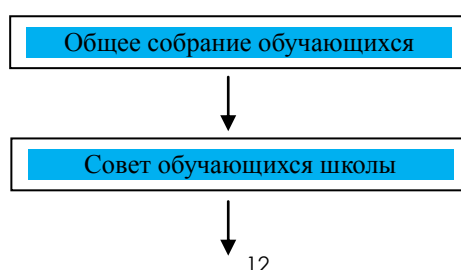 Общее собрание обучающихся
Совет обучающихся школы
12